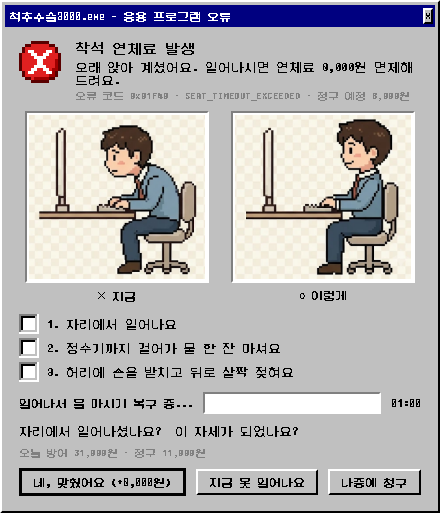 척추수술3000.exe - 응용 프로그램 오류
착석 연체료 발생
오래 앉아 계셨어요. 일어나시면 연체료 8,000원 면제해
드려요.
오류 코드 0x01F40 · SEAT_TIMEOUT_EXCEEDED · 청구 예정 8,000원
× 지금
○ 이렇게
1. 자리에서 일어나요
2. 정수기까지 걸어가 물 한 잔 마셔요
3. 허리에 손을 받치고 뒤로 살짝 젖혀요
일어나서 물 마시기 복구 중...
01:00
자리에서 일어나셨나요? 이 자세가 되었나요?
오늘 방어 31,000원 · 청구 11,000원
네, 맞췄어요 (+8,000원)
지금 못 일어나요
나중에 청구